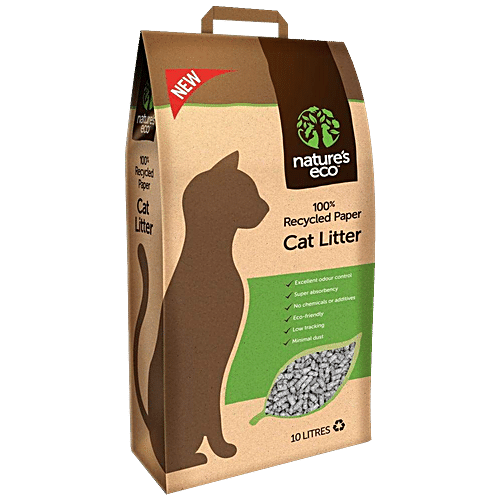 NEW
nature's
eco
100%
Recycled Paper
Cat Litter
✓ Excellent odour control
✓ Super absorbency
✓ No chemicals or additives
✓ Eco-friendly
✓ Low tracking
✓ Minimal dust
10 LITRES
nature's
eco
100%
Recycled
Paper
Cat
Litter